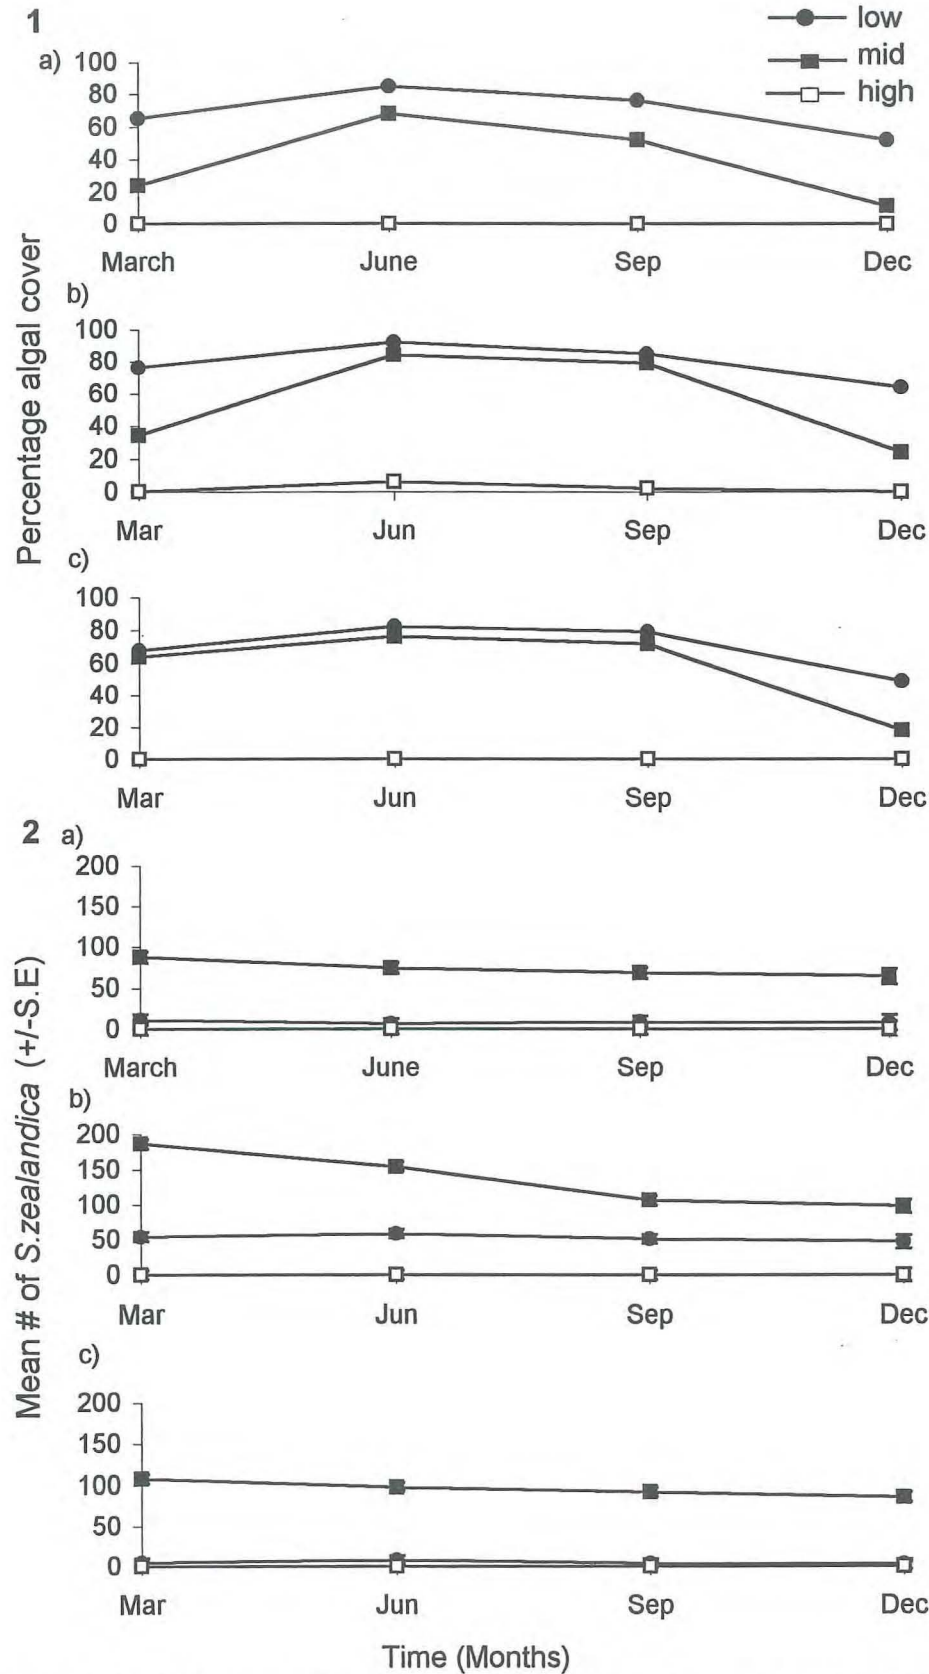 1
low
mid
high
a)
100
80
60
40
20
0
March June Sep Dec
Percentage algal cover
b)
100
80
60
40
20
0
Mar Jun Sep Dec
c)
100
80
60
40
20
0
Mar Jun Sep Dec
2 a)
200
150
100
50
0
March June Sep Dec
Mean # of S.zealandica (+/-S.E)
b)
200
150
100
50
0
Mar Jun Sep Dec
c)
200
150
100
50
0
Mar Jun Sep Dec
Time (Months)